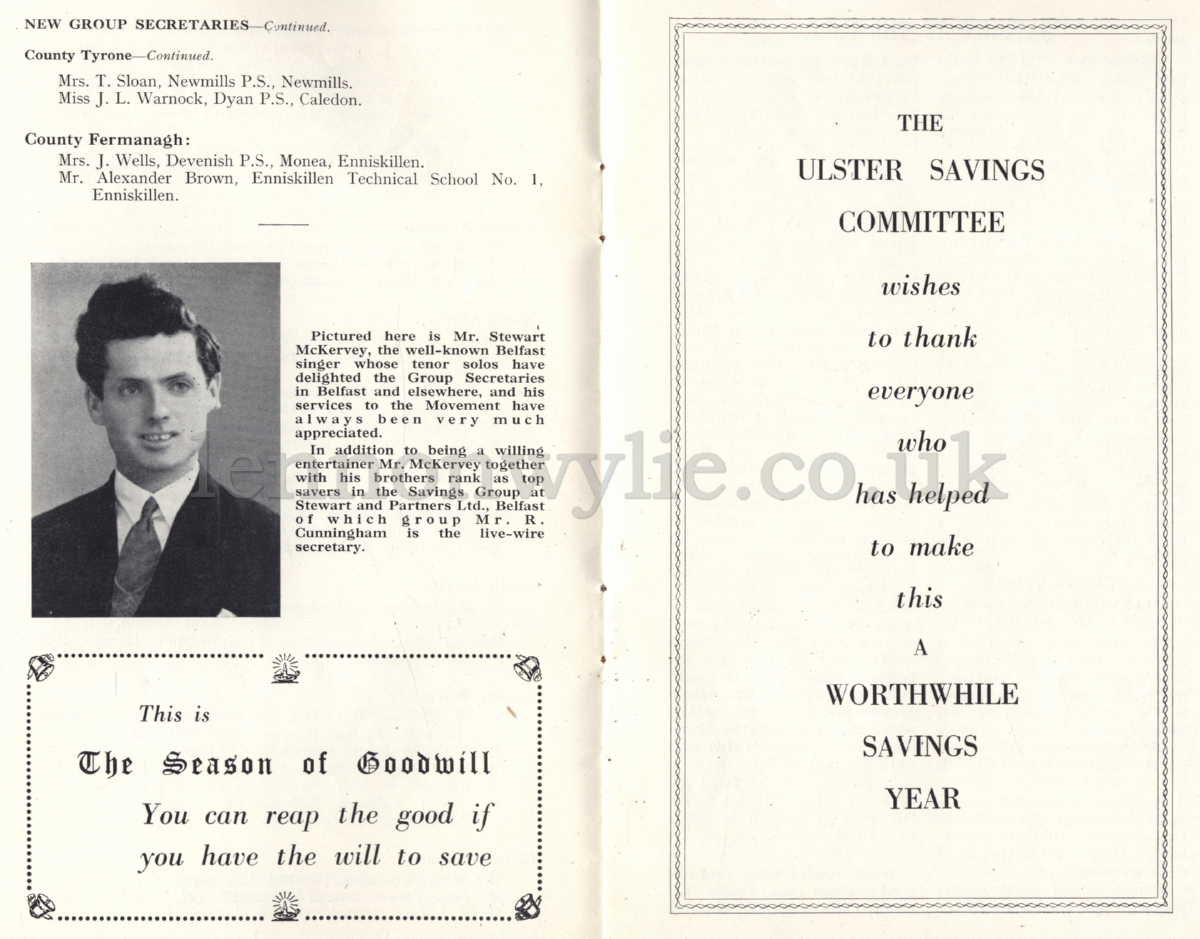 NEW GROUP SECRETARIES—Continued.
County Tyrone—Continued.
Mrs. T. Sloan, Newmills P.S., Newmills.
Miss J. L. Warnock, Dyan P.S., Caledon.
County Fermanagh:
Mrs. J. Wells, Devenish P.S., Monea, Enniskillen.
Mr. Alexander Brown, Enniskillen Technical School No. 1,
Enniskillen.
Pictured here is Mr. Stewart
McKervey, the well-known Belfast
singer whose tenor solos have
delighted the Group Secretaries
in Belfast and elsewhere, and his
services to the Movement have
always been very much
appreciated.
In addition to being a willing
entertainer Mr. McKervey together
with his brothers rank as top
savers in the Savings Group at
Stewart and Partners Ltd., Belfast
of which group Mr. R.
Cunningham is the live-wire
secretary.
This is
The Season of Goodwill
You can reap the good if
you have the will to save
THE
ULSTER SAVINGS
COMMITTEE
wishes
to thank
everyone
who
has helped
to make
this
A
WORTHWHILE
SAVINGS
YEAR
lennonwylie.co.uk